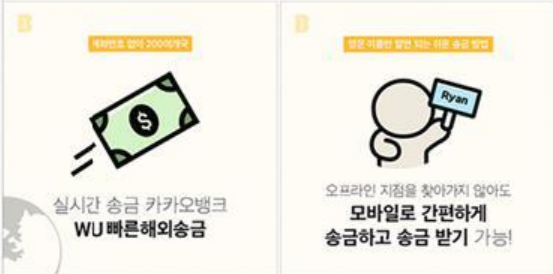 B
계좌번호 없이 200여개국
실시간 송금 카카오뱅크
WU빠른해외송금
B
영문 이름만 알면 되는 쉬운 송금 방법
Ryan
오프라인 지점을 찾아가지 않아도
모바일로 간편하게
송금하고 송금 받기 가능!